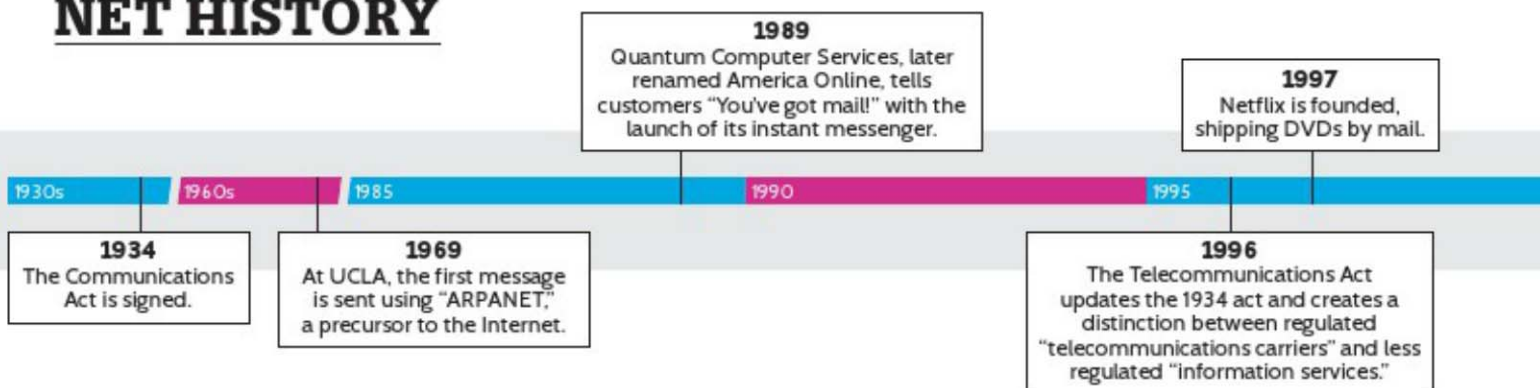 NET HISTORY
1989
Quantum Computer Services, later
renamed America Online, tells
customers “You’ve got mail!” with the
launch of its instant messenger.
1997
Netflix is founded,
shipping DVDs by mail.
1930s
1960s
1985
1990
1995
1934
The Communications
Act is signed.
1969
At UCLA, the first message
is sent using “ARPANET,”
a precursor to the Internet.
1996
The Telecommunications Act
updates the 1934 act and creates a
distinction between regulated
“telecommunications carriers” and less
regulated “information services.”